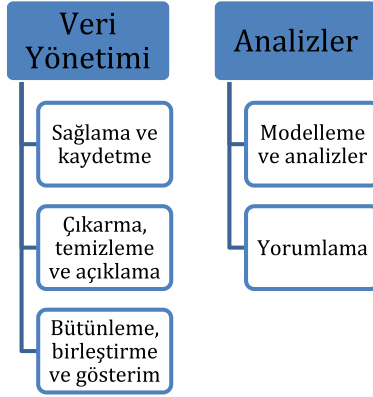 Veri
Yönetimi
Sağlama ve
kaydetme
Çıkarma,
temizleme
ve açıklama
Bütünleme,
birleştirme
ve gösterim
Analizler
Modelleme
ve analizler
Yorumlama